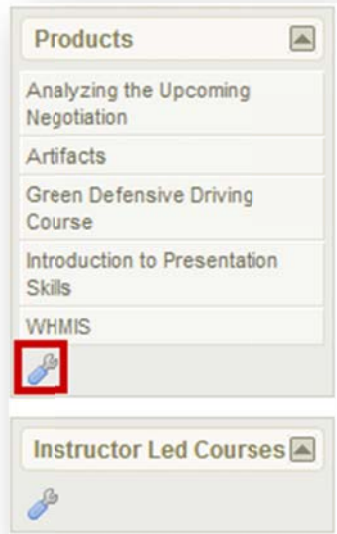 Products
Analyzing the Upcoming
Negotiation
Artifacts
Green Defensive Driving
Course
Introduction to Presentation
Skills
WHMIS
Instructor Led Courses